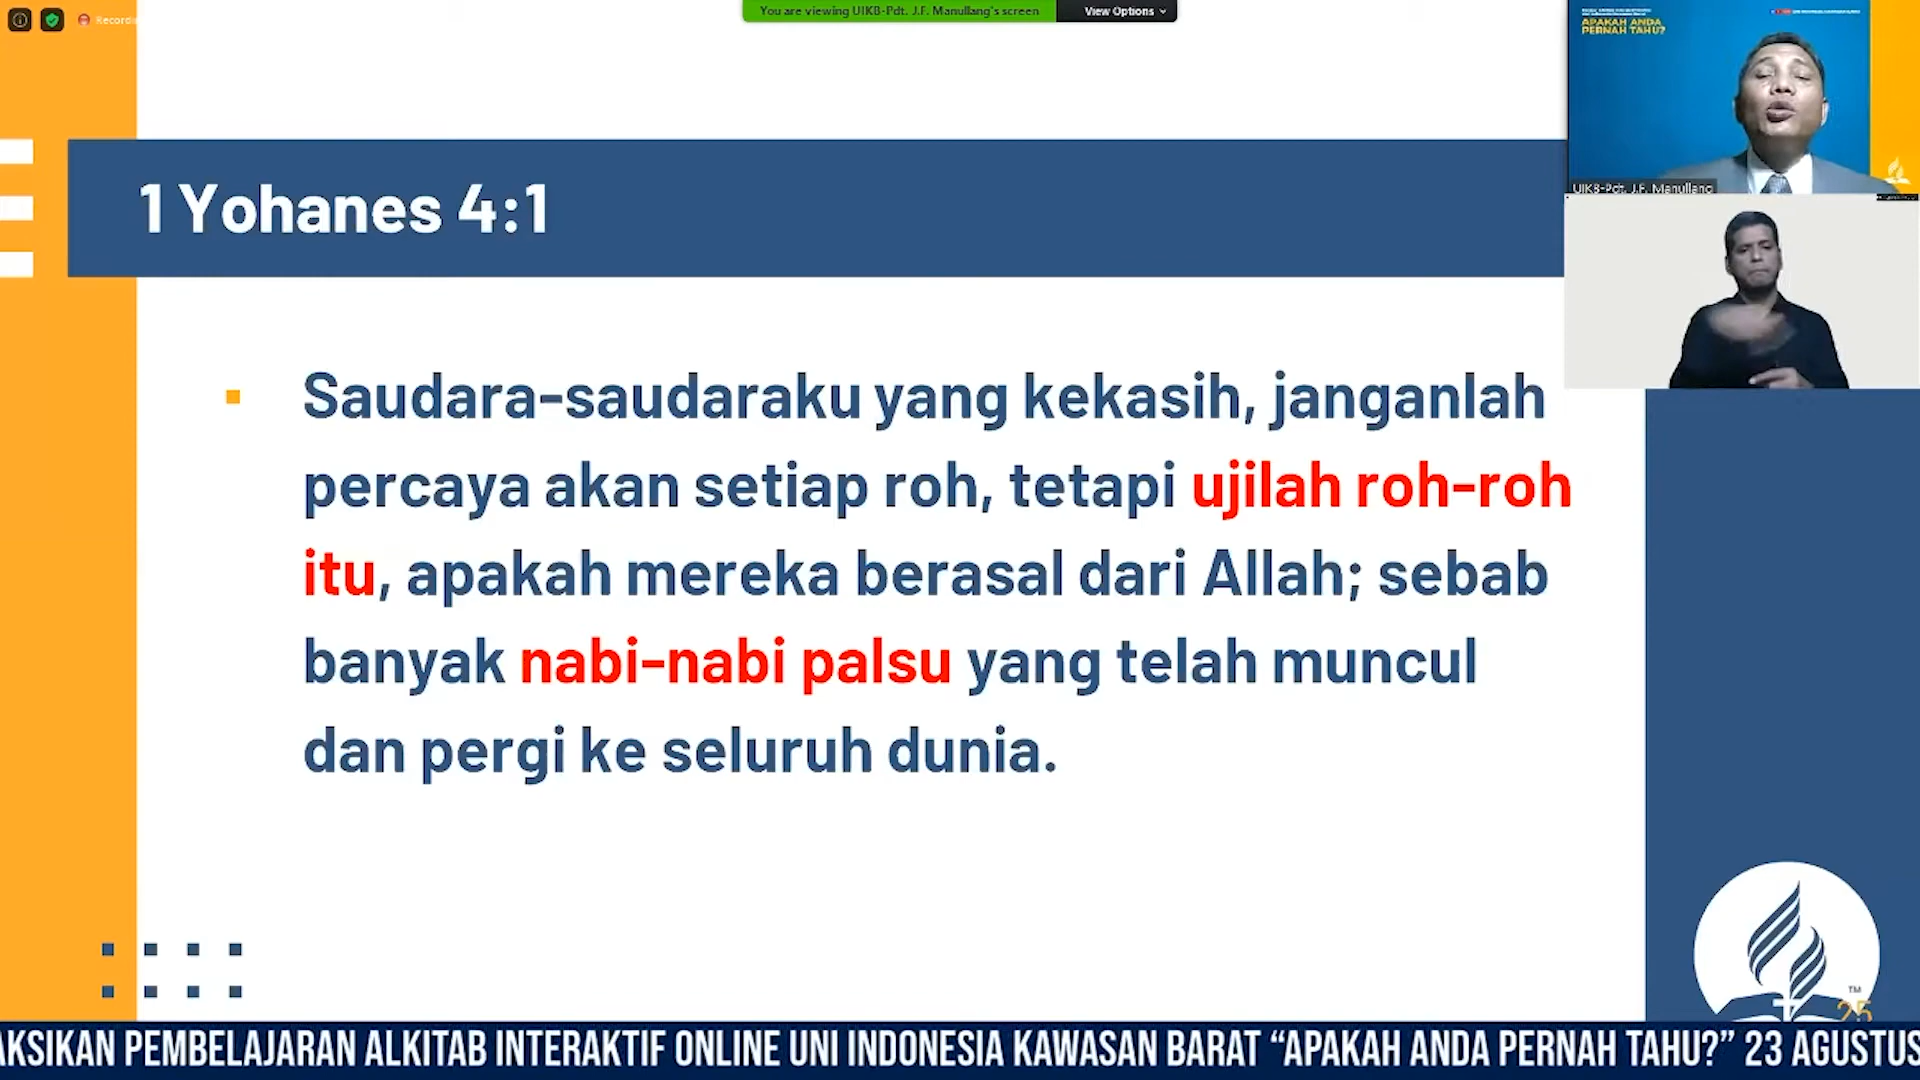 Recordi
You are viewing UIKB-Pdt. J.F. Manullang's screen
View Options
APAKAH ANDA
PERNAH TAHU?
UIKB-Pdt. J.F. Manullang
1 Yohanes 4:1
Saudara-saudaraku yang kekasih, janganlah
percaya akan setiap roh, tetapi ujilah roh-roh
itu, apakah mereka berasal dari Allah; sebab
banyak nabi-nabi palsu yang telah muncul
dan pergi ke seluruh dunia.
TM
25
AKSIKAN PEMBELAJARAN ALKITAB INTERAKTIF ONLINE UNI INDONESIA KAWASAN BARAT “APAKAH ANDA PERNAH TAHU?” 23 AGUSTUS